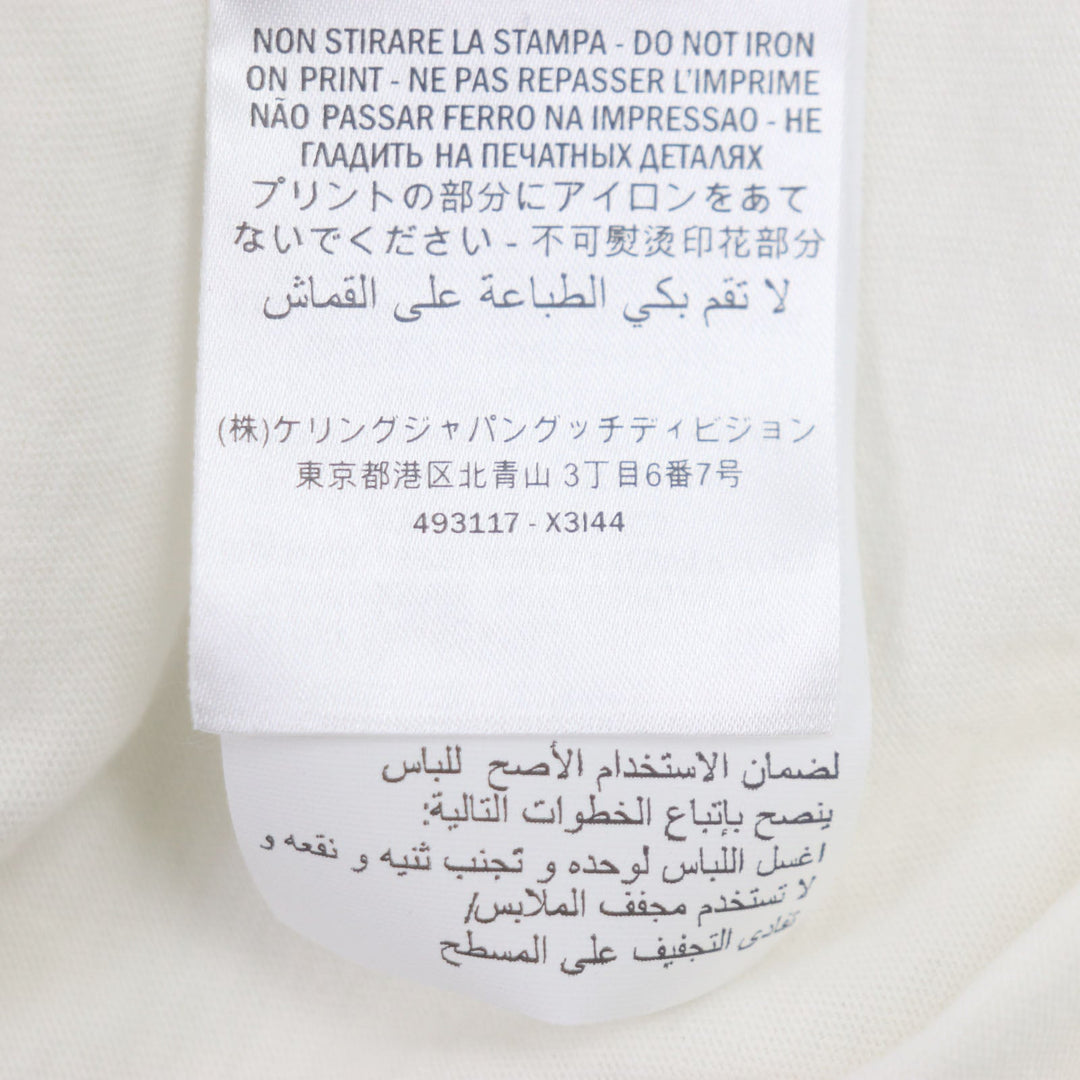 NON STIRARE LA STAMPA - DO NOT IRON
ON PRINT - NE PAS REPASSER L'IMPRIME
NÃO PASSAR FERRO NA IMPRESSAO - НЕ
ГЛАДИТЬ НА ПЕЧАТНЫХ ДЕТАЛЯХ
プリントの部分にアイロンをあて
ないでください - 不可熨烫印花部分
لا تقم بكي الطباعة على القماش
(株)ケリングジャパングッチディビジョン
東京都港区北青山 3丁目6番7号
493117 - X3I44
لضمان الاستخدام الأصح للباس
ينصح بإتباع الخطوات التالية:
اغسل اللباس لوحده و تجنب ثنيه و نقعه و
لا تستخدم مجفف الملابس/
تفادى التجفيف على المسطح